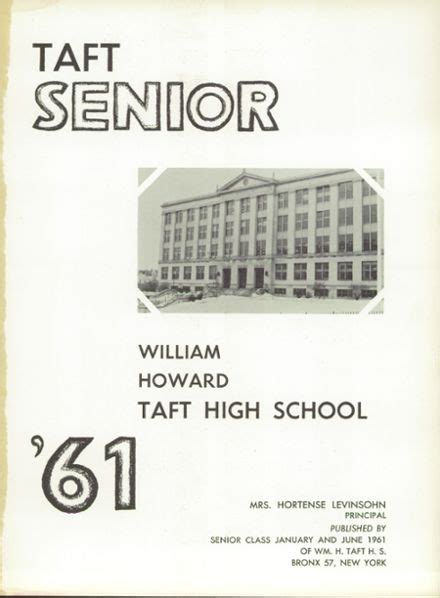 TAFT
SENIOR
WILLIAM
HOWARD
TAFT HIGH SCHOOL
'61
MRS. HORTENSE LEVINSOHN
PRINCIPAL
PUBLISHED BY
SENIOR CLASS JANUARY AND JUNE 1961
OF WM. H. TAFT H. S.
BRONX 57, NEW YORK